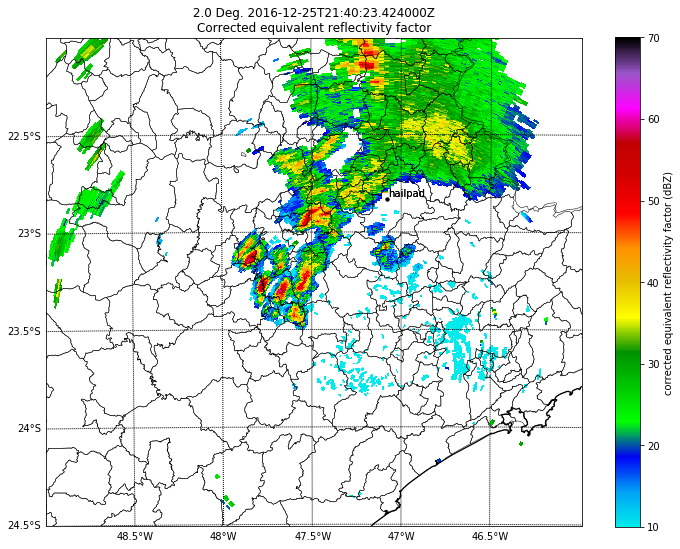 2.0 Deg. 2016-12-25T21:40:23.424000Z
Corrected equivalent reflectivity factor
70
60
50
40
30
20
10
corrected equivalent reflectivity factor (dBZ)
22.5°S
23°S
23.5°S
24°S
24.5°S
hailpad
48.5°W
48°W
47.5°W
47°W
46.5°W